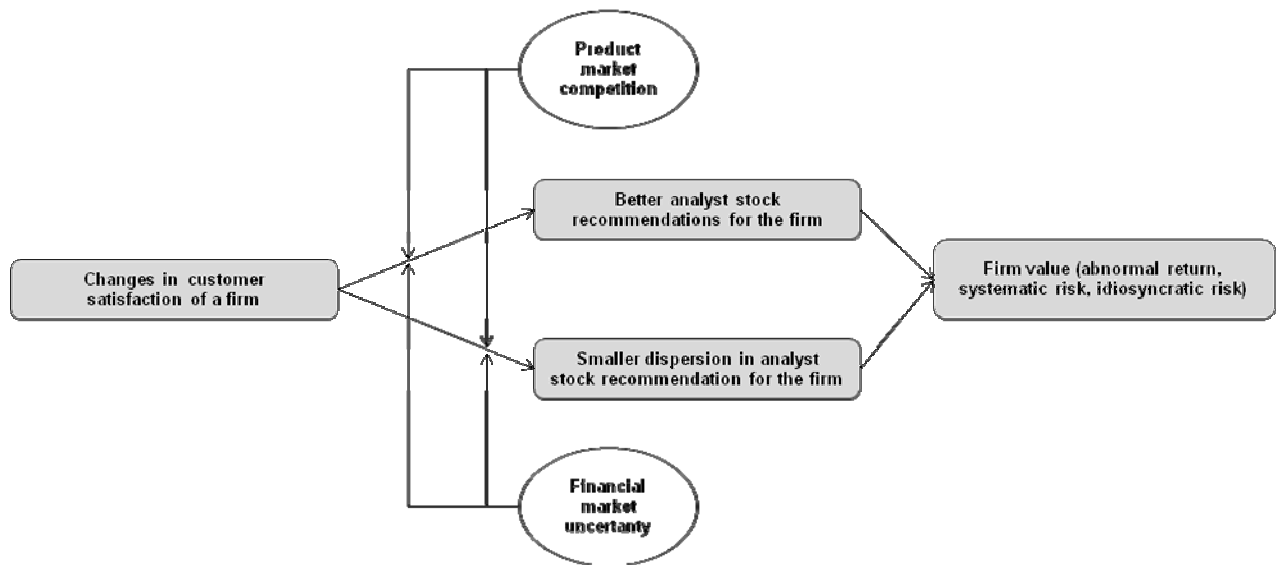 Product
market
competition
Better analyst stock
recommendations for the firm
Changes in customer
satisfaction of a firm
Firm value (abnormal return,
systematic risk, idiosyncratic risk)
Smaller dispersion in analyst
stock recommendation for the firm
Financial
market
uncertanty